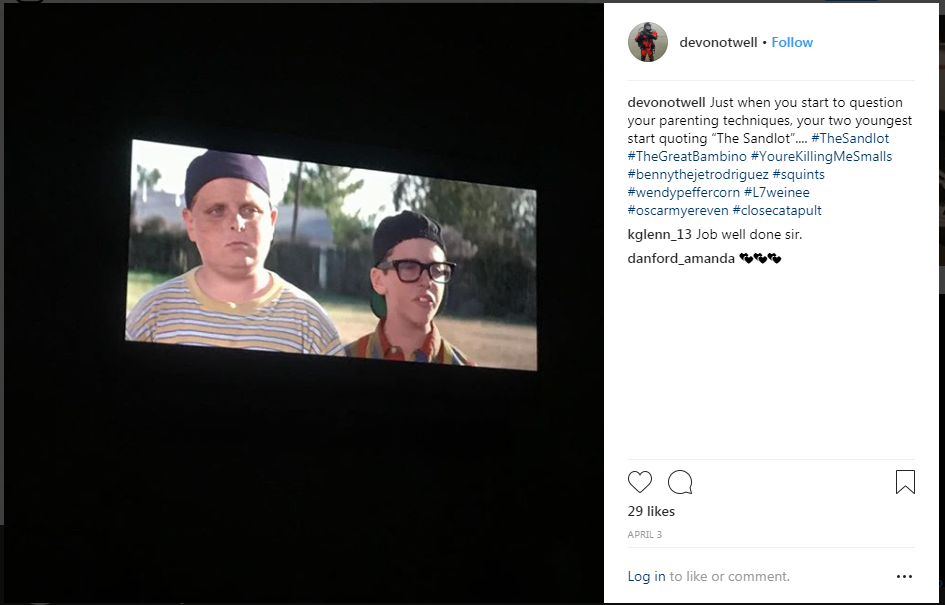 devonotwell • Follow
devonotwell Just when you start to question
your parenting techniques, your two youngest
start quoting “The Sandlot”.... #TheSandlot
#TheGreatBambino #YoureKillingMeSmalls
#bennythejetrodriguez #squints
#wendypeffercorn #L7weinee
#oscarmyereven #closecatapult
kglenn_13 Job well done sir.
danford_amanda
29 likes
APRIL 3
Log in to like or comment.